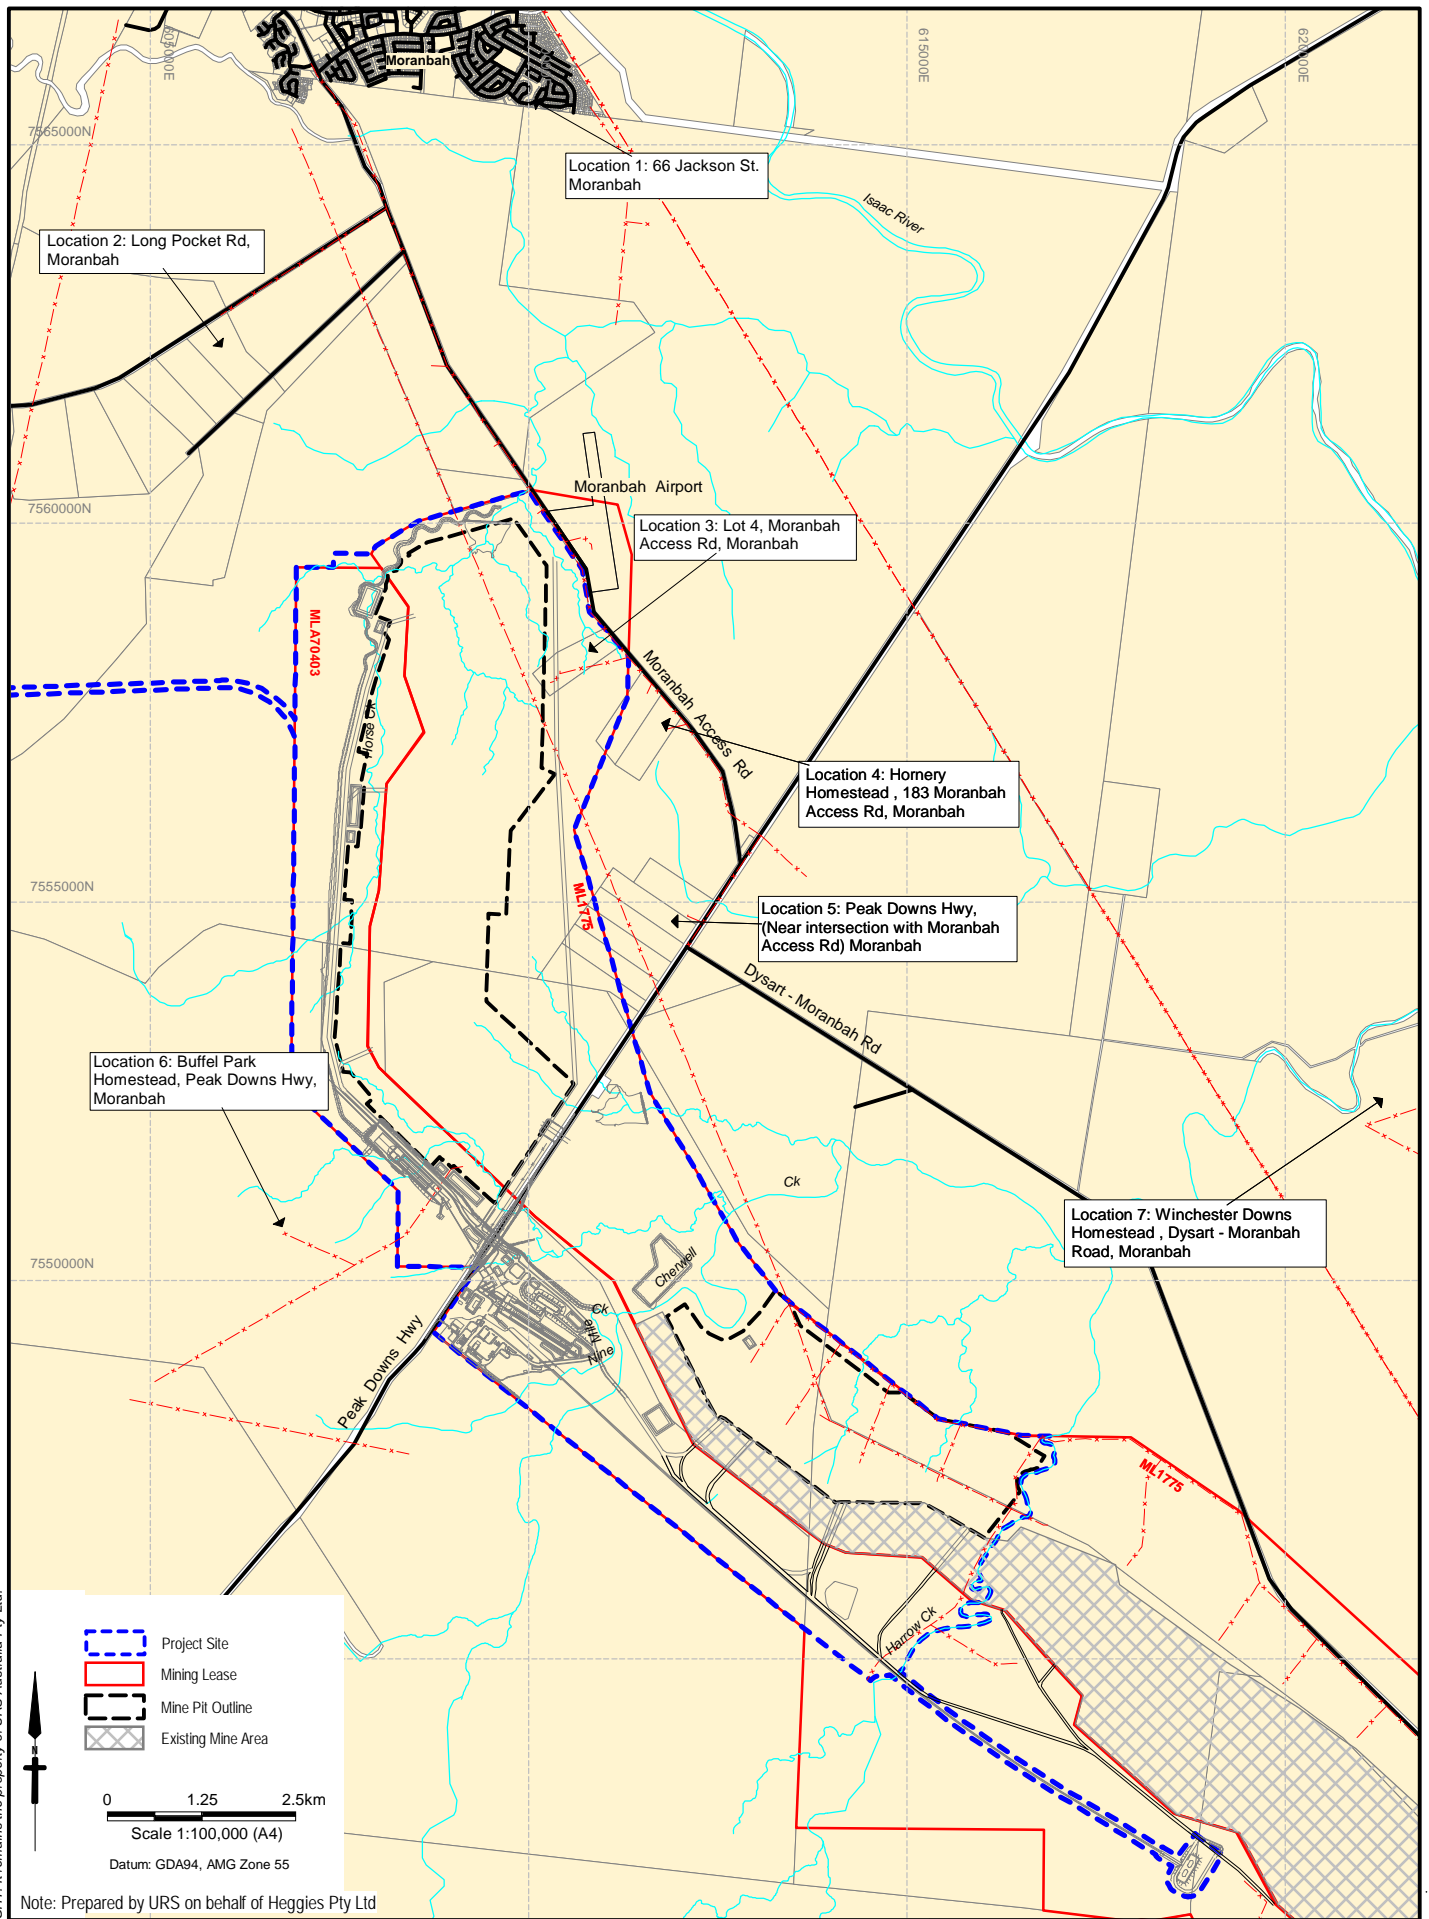 Moranbah
605000E
615000E
620000E
7565000N
Location 1: 66 Jackson St.
Moranbah
Isaac River
Location 2: Long Pocket Rd,
Moranbah
Moranbah Airport
7560000N
Location 3: Lot 4, Moranbah
Access Rd, Moranbah
MLA70403
Moranbah Access Rd
Horse Ck
Location 4: Hornery
Homestead , 183 Moranbah
Access Rd, Moranbah
7555000N
ML1775
Location 5: Peak Downs Hwy,
(Near intersection with Moranbah
Access Rd) Moranbah
Dysart - Moranbah Rd
Location 6: Buffel Park
Homestead, Peak Downs Hwy,
Moranbah
Ck
Location 7: Winchester Downs
Homestead , Dysart - Moranbah
Road, Moranbah
7550000N
Cherwell
Ck
Mile
Nine
Peak Downs Hwy
ML1775
Harrow Ck
Project Site
Mining Lease
Mine Pit Outline
Existing Mine Area
N
0 1.25 2.5km
Scale 1:100,000 (A4)
Datum: GDA94, AMG Zone 55
Note: Prepared by URS on behalf of Heggies Pty Ltd